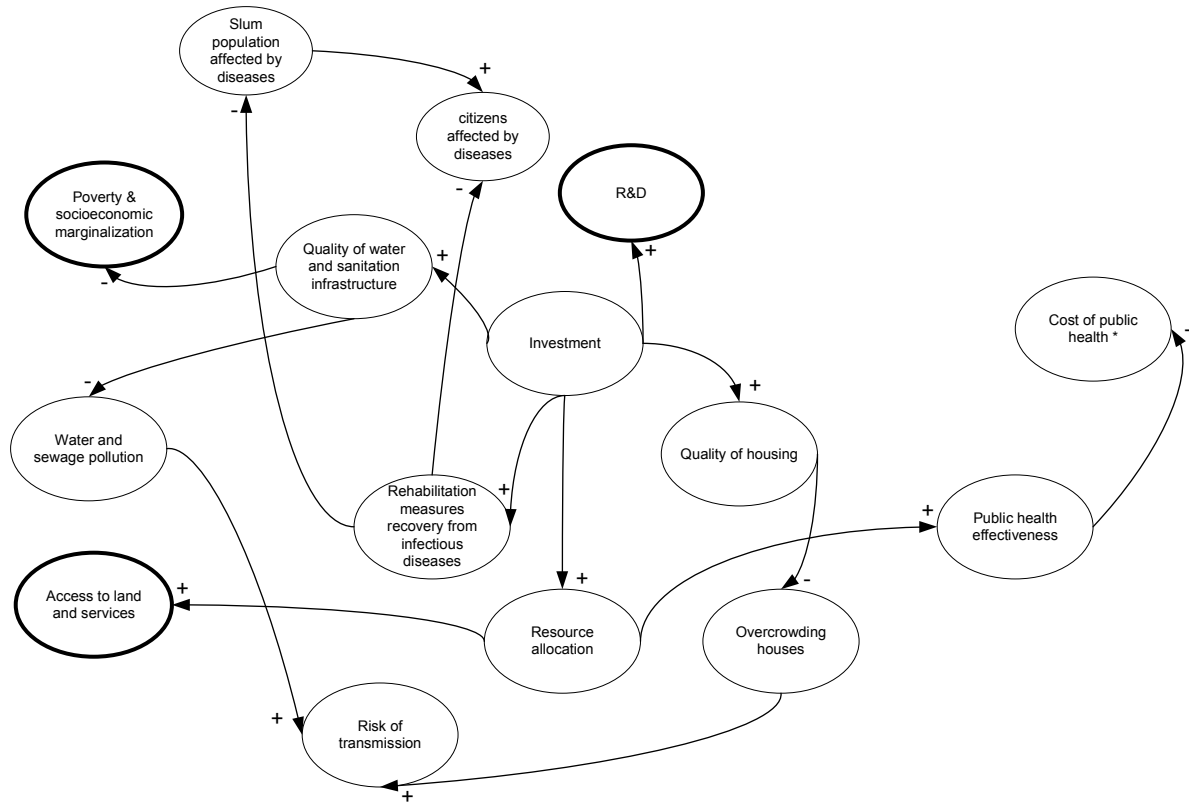 Slum
population
affected by
diseases
+
-
citizens
affected by
diseases
-
R&D
+
Poverty &
socioeconomic
marginalization
-
Quality of water
and sanitation
infrastructure
+
Investment
Cost of public
health *
-
-
+
Water and
sewage pollution
Quality of housing
Rehabilitation
measures
recovery from
infectious
diseases
+
+
Public health
effectiveness
Access to land
and services
+
+
-
Resource
allocation
Overcrowding
houses
+
Risk of
transmission
+